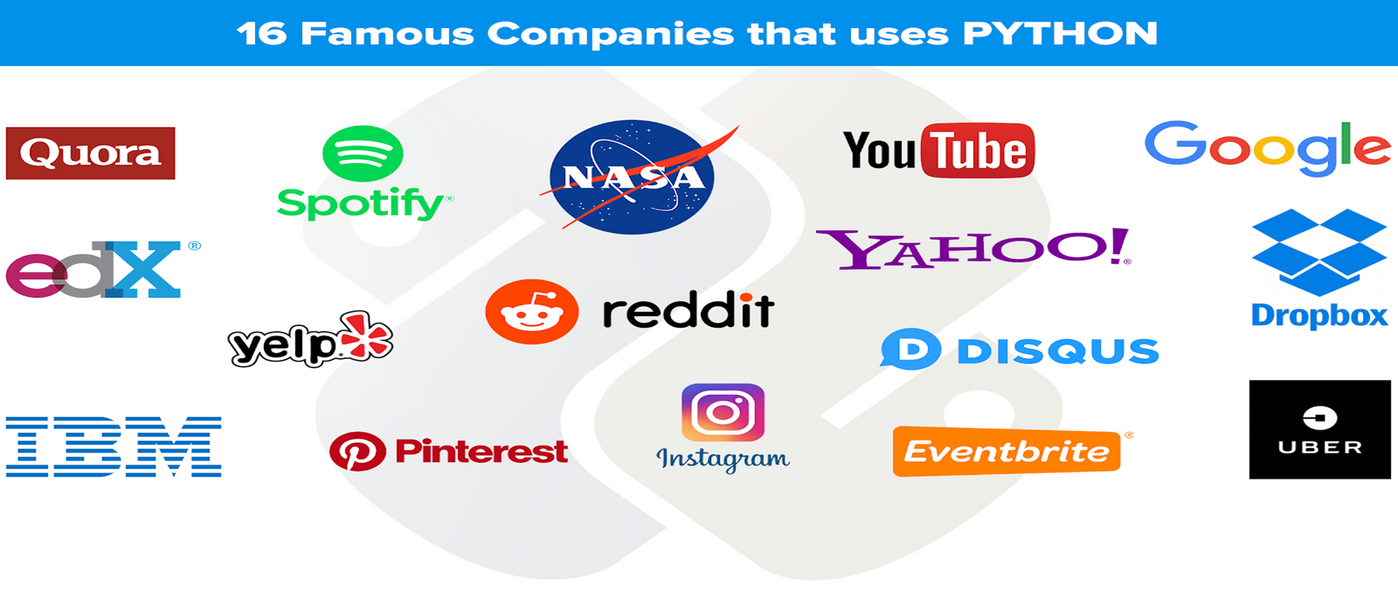 16 Famous Companies that uses PYTHON
Quora
Spotify®
NASA
YouTube
Google
edX®
YAHOO!®
Dropbox
reddit
yelp
DISQUS
IBM
Pinterest
Instagram
Eventbrite®
UBER